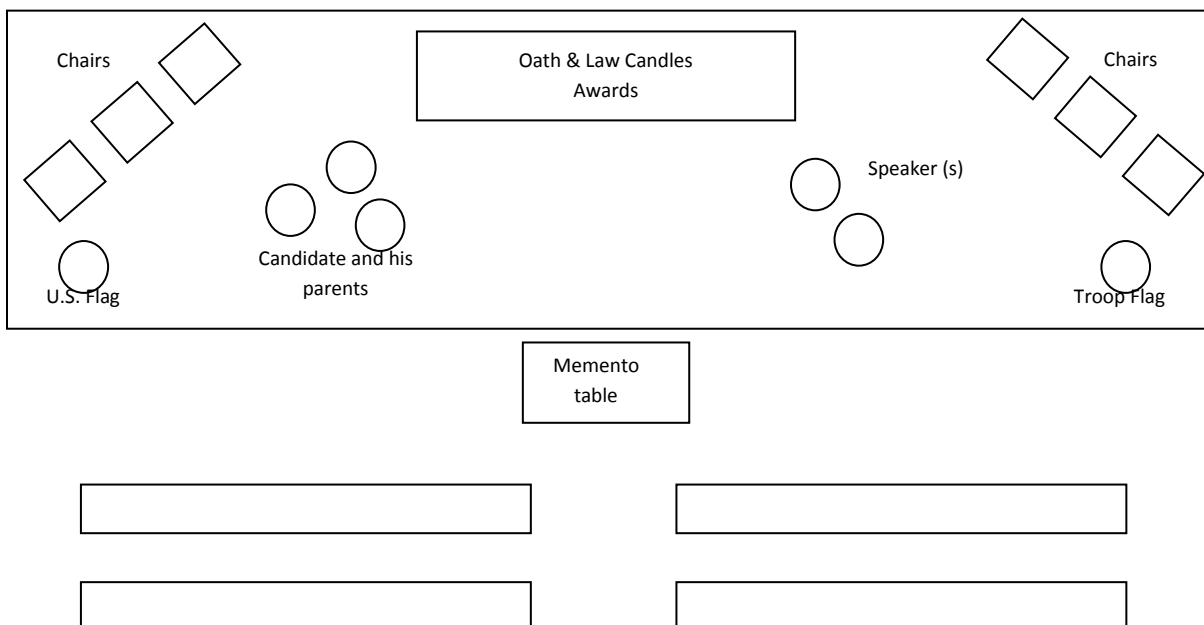 Chairs
Oath & Law Candles
Awards
Chairs
Speaker (s)
Candidate and his
parents
U.S. Flag
Troop Flag
Memento
table